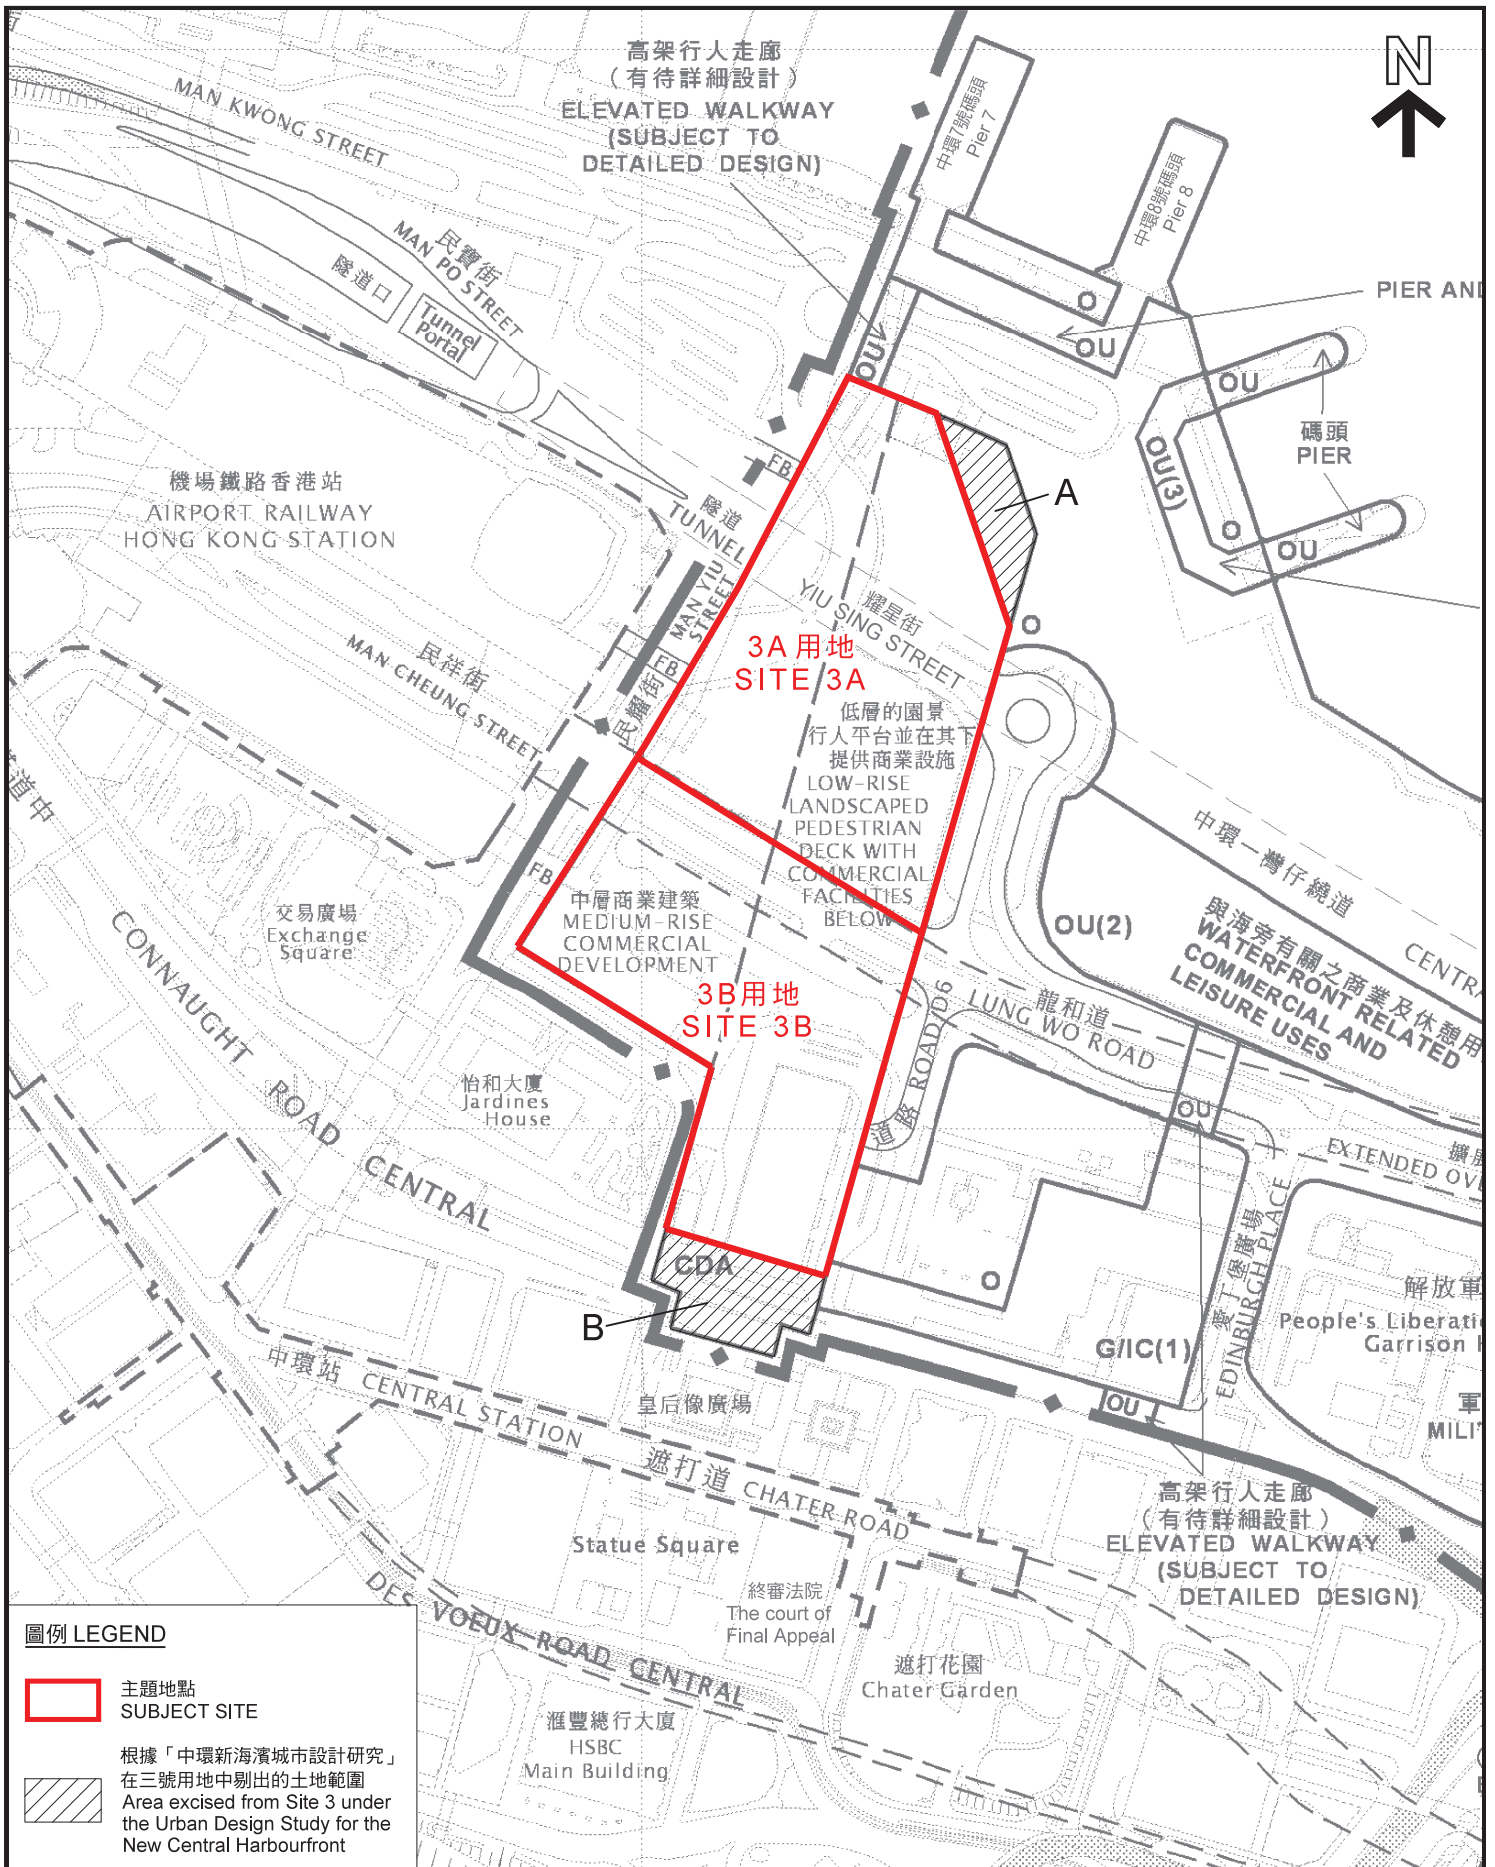 N
高架行人走廊
(有待詳細設計)
ELEVATED WALKWAY
(SUBJECT TO
DETAILED DESIGN)
MAN KWONG STREET
中環7號碼頭
Pier 7
中環8號碼頭
Pier 8
民寶街
MAN PO STREET
隧道口
Tunnel
Portal
PIER AND
O
OU
OU
OU
碼頭
PIER
OU(3)
O
OU
機場鐵路香港站
AIRPORT RAILWAY
HONG KONG STATION
FB
A
隧道
TUNNEL
MAN YIU
STREET
耀星街
YIU SING STREET
O
3A 用地
SITE 3A
民祥街
MAN CHEUNG STREET
FB
民耀街
低層的園景
行人平台並在其下
提供商業設施
LOW-RISE
LANDSCAPED
PEDESTRIAN
DECK WITH
COMMERCIAL
FACILITIES
BELOW
道中
中環－灣仔繞道
CENTRA
FB
中層商業建築
MEDIUM-RISE
COMMERCIAL
DEVELOPMENT
交易廣場
Exchange
Square
OU(2)
與海旁有關之商業及休憩用
WATERFRONT RELATED
COMMERCIAL AND
LEISURE USES
3B用地
SITE 3B
道路 ROAD D6
龍和道
LUNG WO ROAD
CONNAUGHT ROAD CENTRAL
怡和大廈
Jardines
House
OU
擴
EXTENDED OVE
愛丁堡廣場
EDINBURGH PLACE
CDA
O
解放軍
People's Liberati
Garrison H
B
G/IC(1)
中環站 CENTRAL STATION
皇后像廣場
OU
軍
MILI
遮打道 CHATER ROAD
高架行人走廊
(有待詳細設計)
ELEVATED WALKWAY
(SUBJECT TO
DETAILED DESIGN)
Statue Square
終審法院
The court of
Final Appeal
DES VOEUX ROAD CENTRAL
遮打花園
Chater Garden
滙豐總行大廈
HSBC
Main Building
圖例 LEGEND
主題地點
SUBJECT SITE
根據「中環新海濱城市設計研究」
在三號用地中剔出的土地範圍
Area excised from Site 3 under
the Urban Design Study for the
New Central Harbourfront